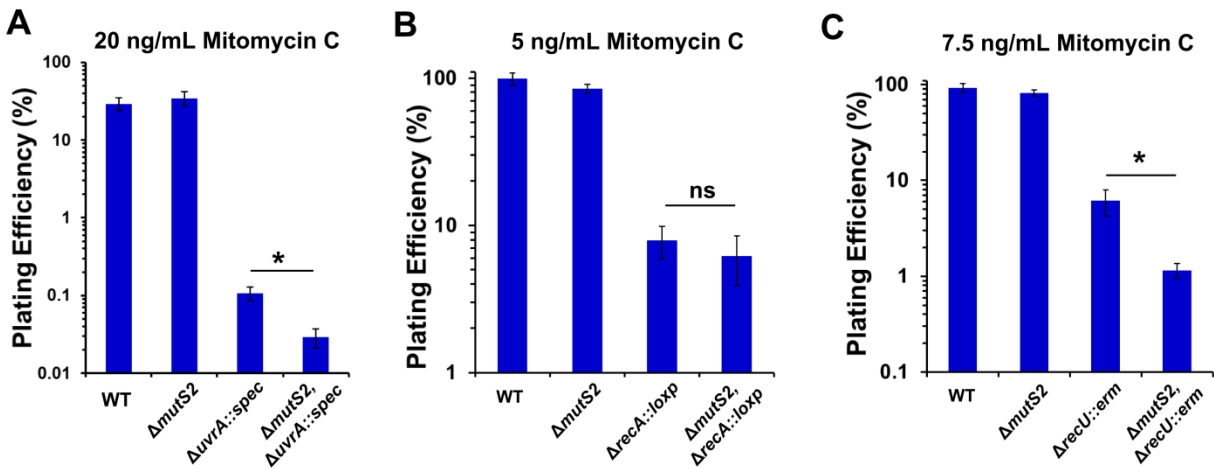 A
20 ng/mL Mitomycin C
Plating Efficiency (%)
100
10
1
0.1
0.01
*
WT
ΔmutS2
ΔuvrA::spec
ΔmutS2,
ΔuvrA::spec
B
5 ng/mL Mitomycin C
Plating Efficiency (%)
100
10
1
ns
WT
ΔmutS2
ΔrecA::loxp
ΔmutS2,
ΔrecA::loxp
C
7.5 ng/mL Mitomycin C
Plating Efficiency (%)
100
10
1
0.1
*
WT
ΔmutS2
ΔrecU::erm
ΔmutS2,
ΔrecU::erm